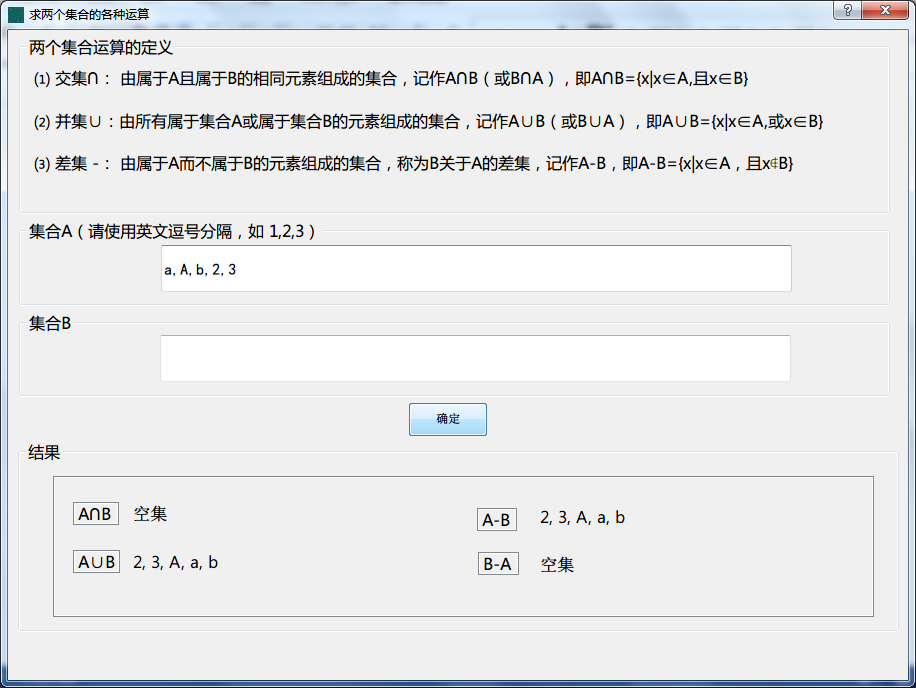 求两个集合的各种运算
两个集合运算的定义
(1) 交集∩： 由属于A且属于B的相同元素组成的集合，记作A∩B（或B∩A），即A∩B={x|x∈A,且x∈B}
(2) 并集∪：由所有属于集合A或属于集合B的元素组成的集合，记作A∪B（或B∪A），即A∪B={x|x∈A,或x∈B}
(3) 差集 -： 由属于A而不属于B的元素组成的集合，称为B关于A的差集，记作A-B，即A-B={x|x∈A，且x∉B}
集合A（请使用英文逗号分隔，如 1,2,3）
a,A,b,2,3
集合B
确定
结果
A∩B 空集
A-B 2, 3, A, a, b
A∪B 2, 3, A, a, b
B-A 空集